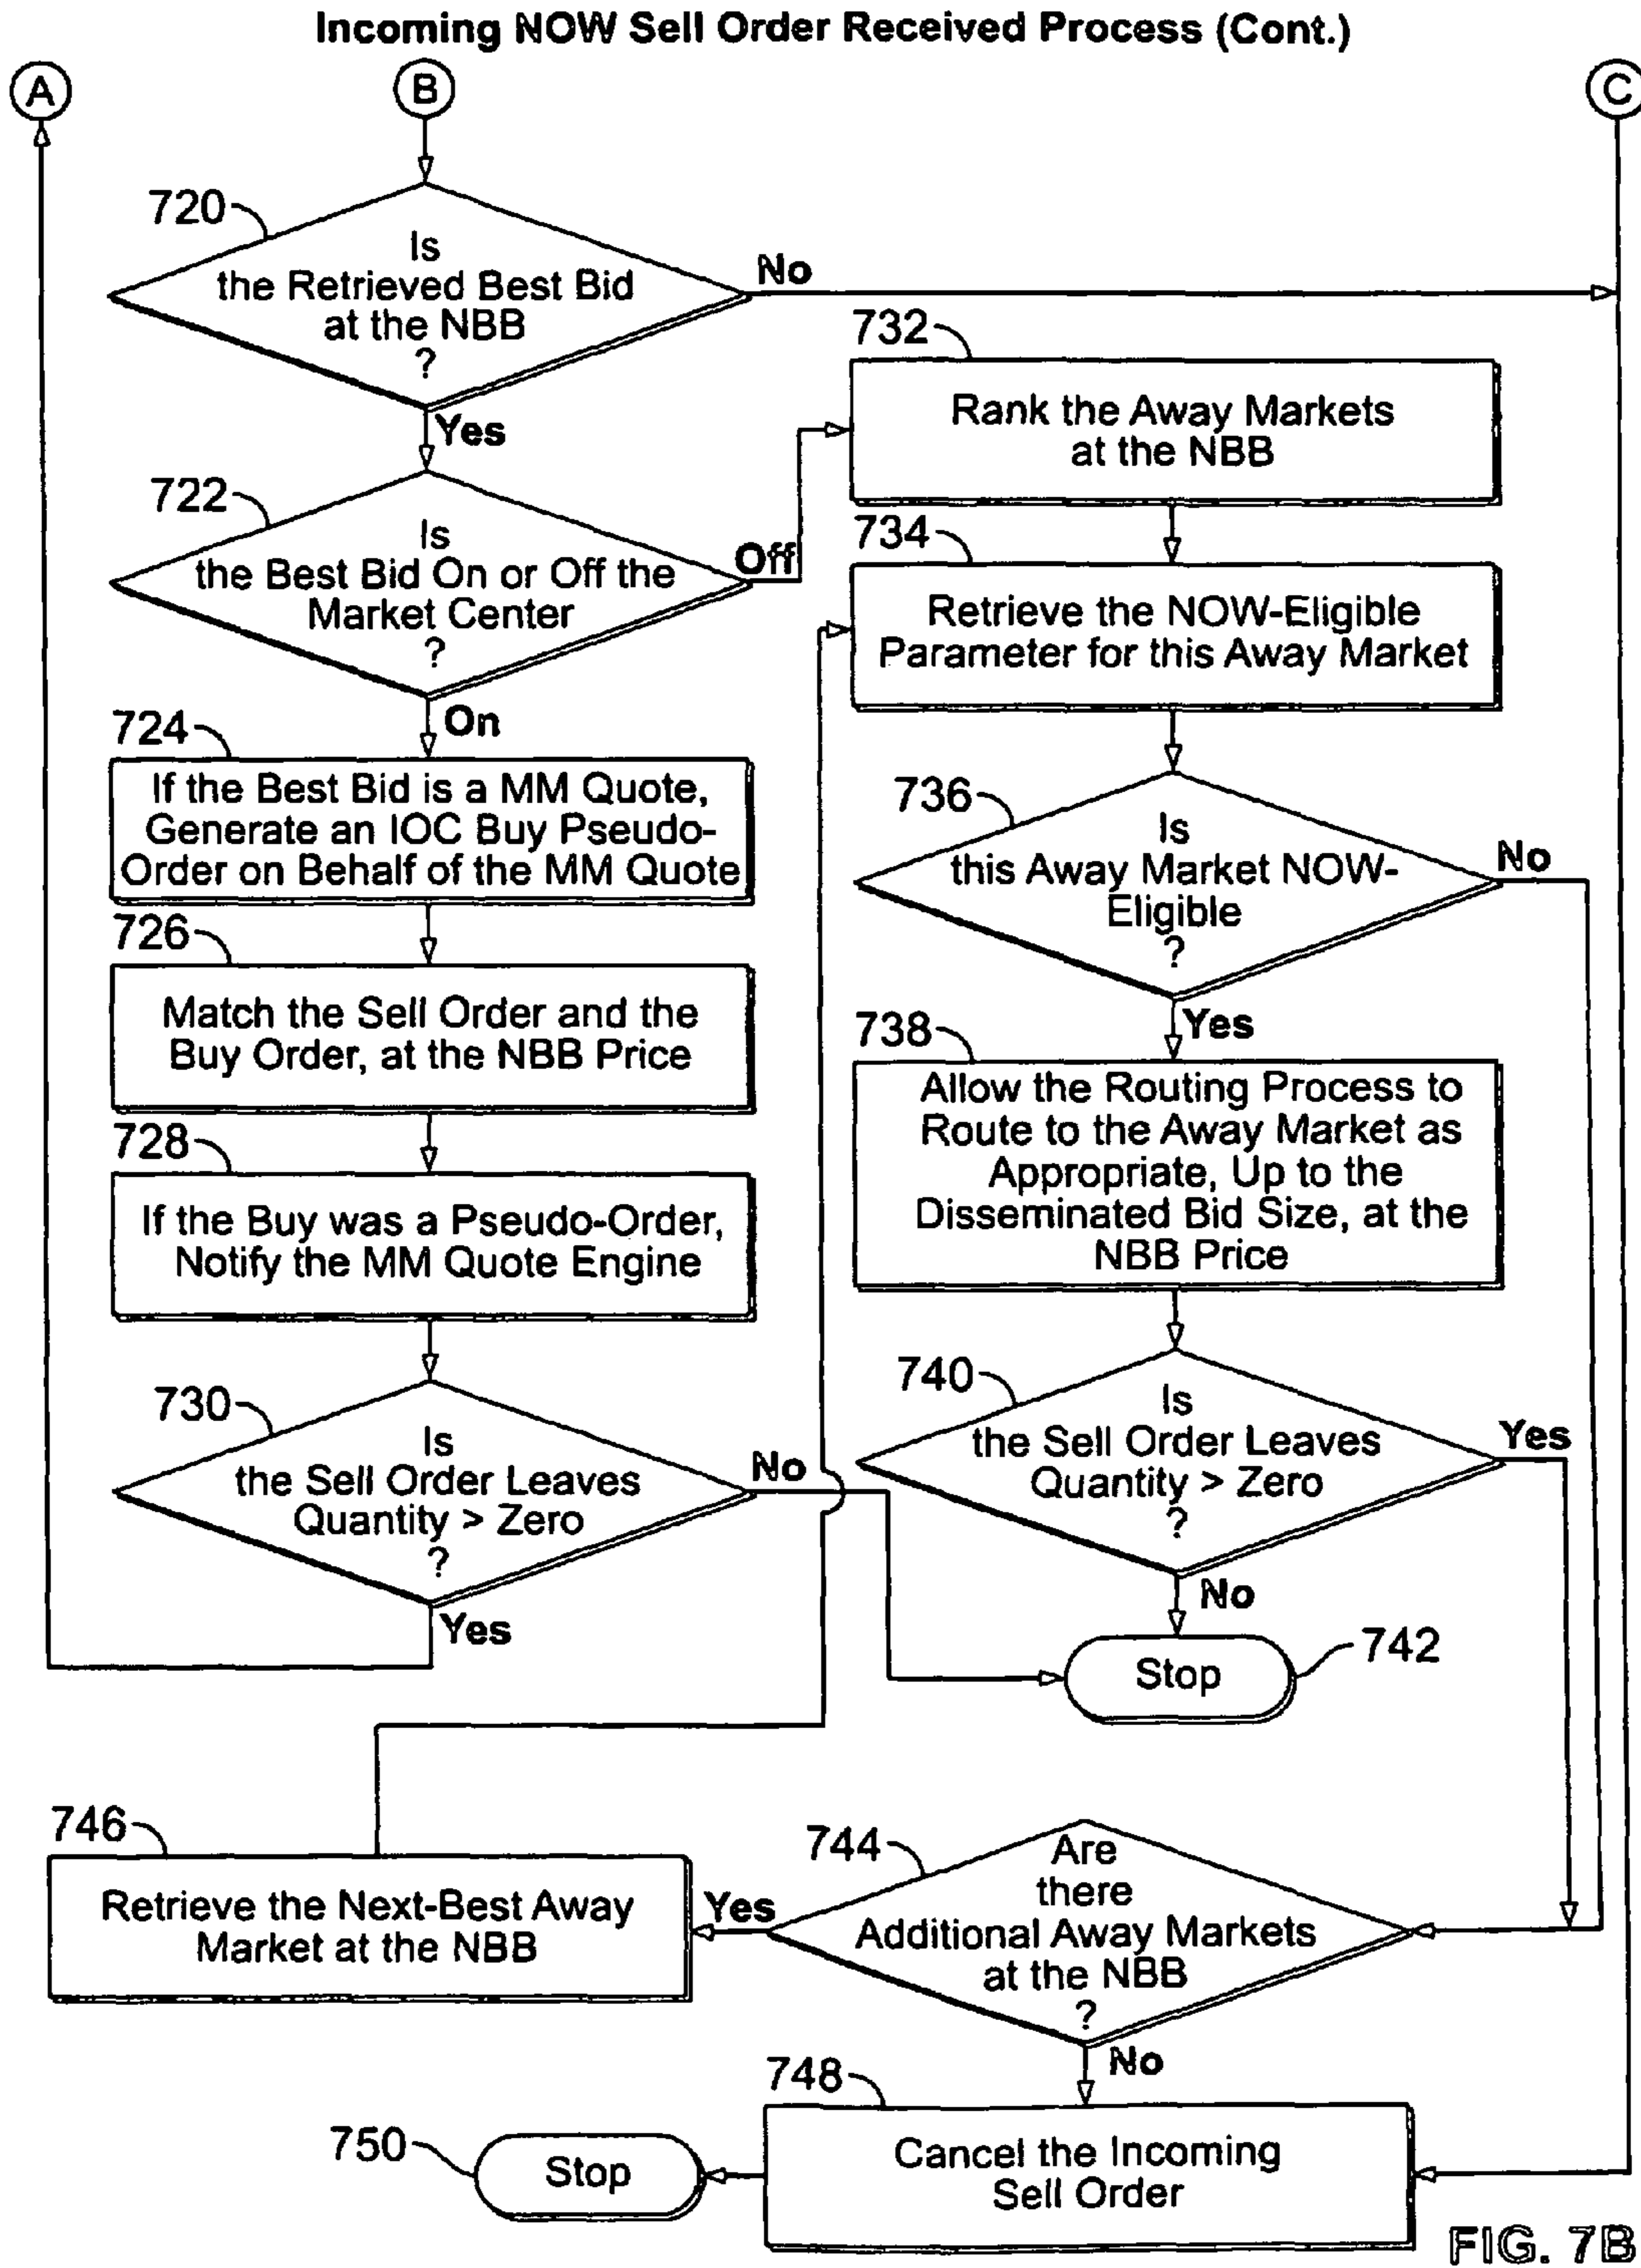 Incoming NOW Sell Order Received Process (Cont.)
A
B
C
720
Is
the Retrieved Best Bid
at the NBB
?
No
Yes
722
Is
the Best Bid On or Off the
Market Center
?
Off
On
724
If the Best Bid is a MM Quote,
Generate an IOC Buy Pseudo-
Order on Behalf of the MM Quote
726
Match the Sell Order and the
Buy Order, at the NBB Price
728
If the Buy was a Pseudo-Order,
Notify the MM Quote Engine
730
Is
the Sell Order Leaves
Quantity > Zero
?
No
Yes
732
Rank the Away Markets
at the NBB
734
Retrieve the NOW-Eligible
Parameter for this Away Market
736
Is
this Away Market NOW-
Eligible
?
No
Yes
738
Allow the Routing Process to
Route to the Away Market as
Appropriate, Up to the
Disseminated Bid Size, at the
NBB Price
740
Is
the Sell Order Leaves
Quantity > Zero
?
Yes
No
Stop
742
744
Are
there
Additional Away Markets
at the NBB
?
Yes
No
746
Retrieve the Next-Best Away
Market at the NBB
748
Cancel the Incoming
Sell Order
750
Stop
FIG. 7B